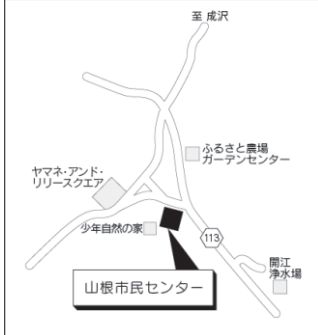 至 成沢
ふるさと農場
ガーデンセンター
ヤマネ・アンド・
リリースクエア
少年自然の家
113
開江
浄水場
山根市民センター